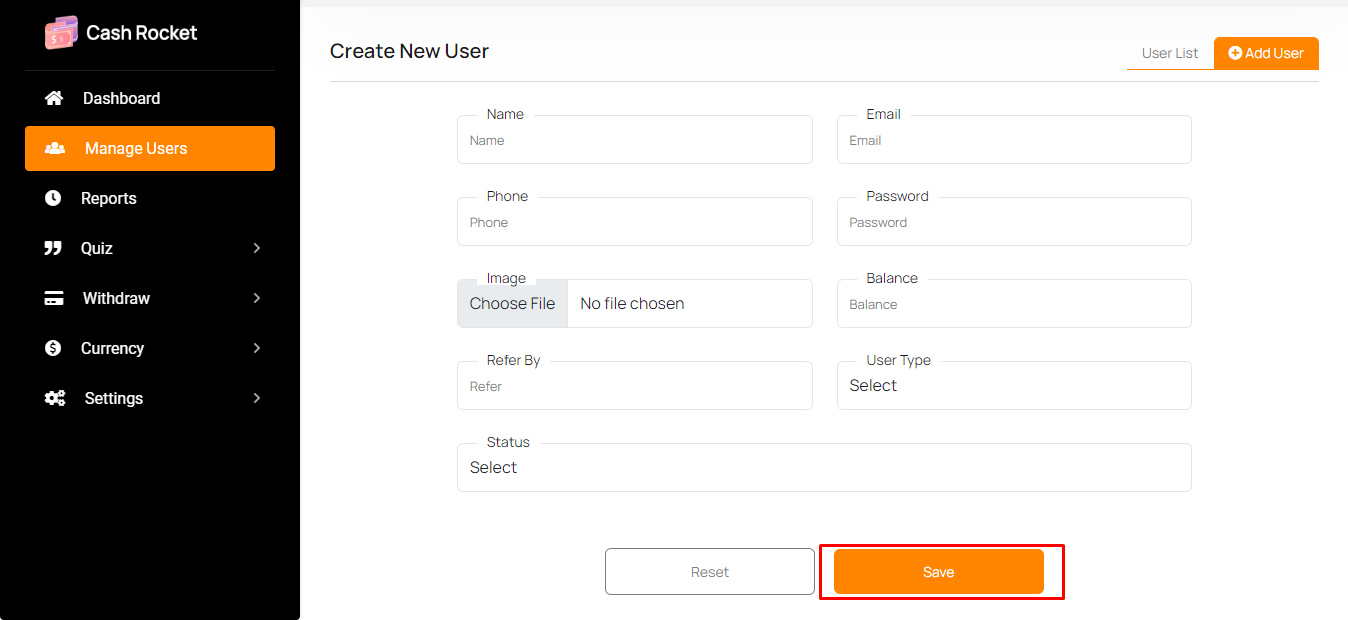 Cash Rocket
Dashboard
Manage Users
Reports
Quiz
Withdraw
Currency
Settings
Create New User
User List
Add User
Name
Name
Email
Email
Phone
Phone
Password
Password
Image
Choose File No file chosen
Balance
Balance
Refer By
Refer
User Type
Select
Status
Select
Reset
Save